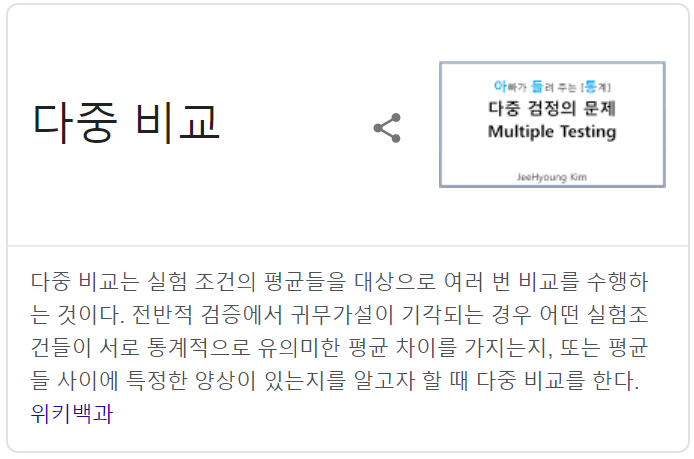 다중 비교
아빠가 들려 주는 [통계]
다중 검정의 문제
Multiple Testing
JeeHyoung Kim
다중 비교는 실험 조건의 평균들을 대상으로 여러 번 비교를 수행하
는 것이다. 전반적 검증에서 귀무가설이 기각되는 경우 어떤 실험조
건들이 서로 통계적으로 유의미한 평균 차이를 가지는지, 또는 평균
들 사이에 특정한 양상이 있는지를 알고자 할 때 다중 비교를 한다.
위키백과